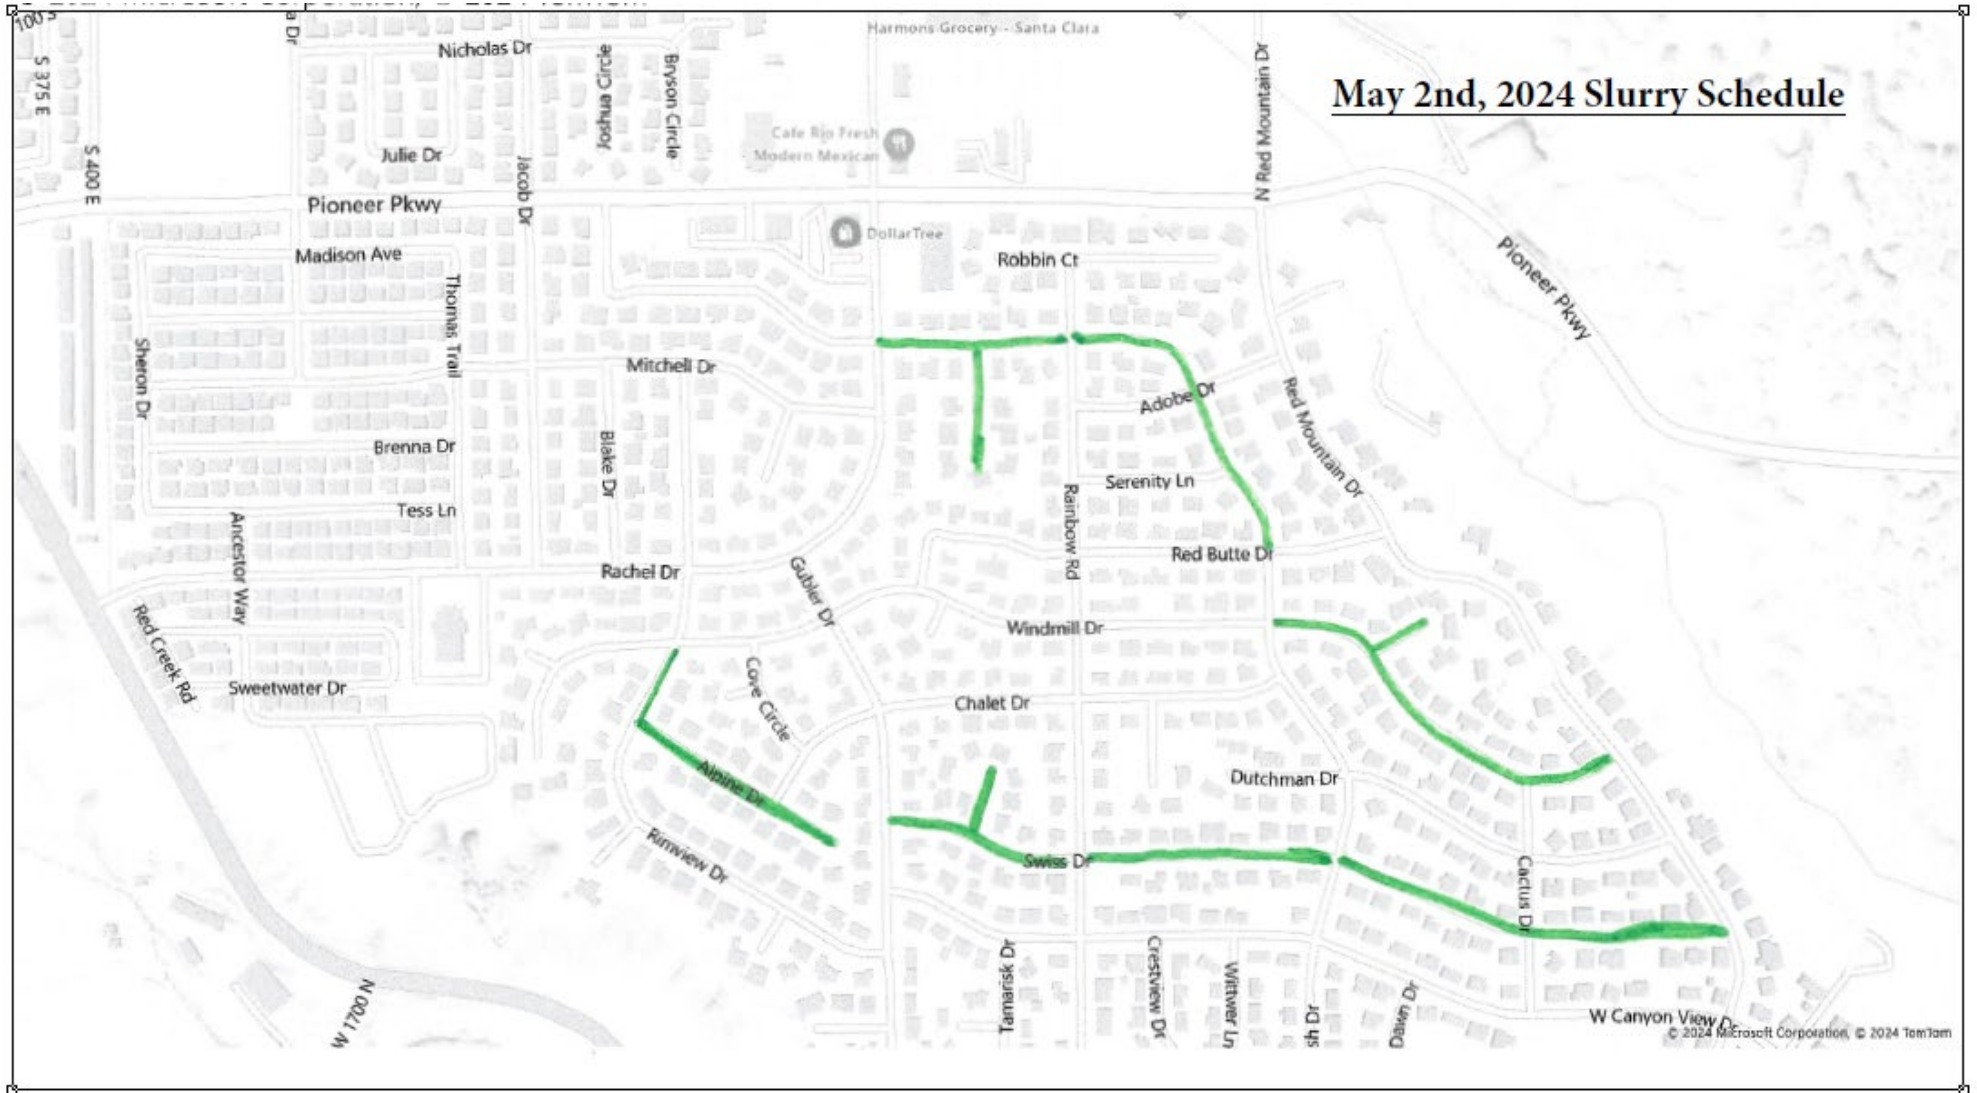 100 S
a Dr
Harmons Grocery - Santa Clara
Nicholas Dr
S 375 E
Joshua Circle
Bryson Circle
N Red Mountain Dr
May 2nd, 2024 Slurry Schedule
Cafe Rio Fresh
Modern Mexican
Julie Dr
S 400 E
Jacob Dr
Pioneer Pkwy
DollarTree
Madison Ave
Robbin Ct
Pioneer Pkwy
Thomas Trail
Sheron Dr
Mitchell Dr
Adobe Dr
Red Mountain Dr
Brenna Dr
Blake Dr
Serenity Ln
Tess Ln
Rainbow Rd
Ancestor Way
Red Butte Dr
Rachel Dr
Gubler Dr
Red Creek Rd
Windmill Dr
Cove Circle
Sweetwater Dr
Chalet Dr
Alpine Dr
Dutchman Dr
Rimview Dr
Swiss Dr
Cactus Dr
Tamarisk Dr
Crestview Dr
Wittwer Ln
sh Dr
Dawn Dr
W 1700 N
W Canyon View D
© 2024 Microsoft Corporation, © 2024 TomTom